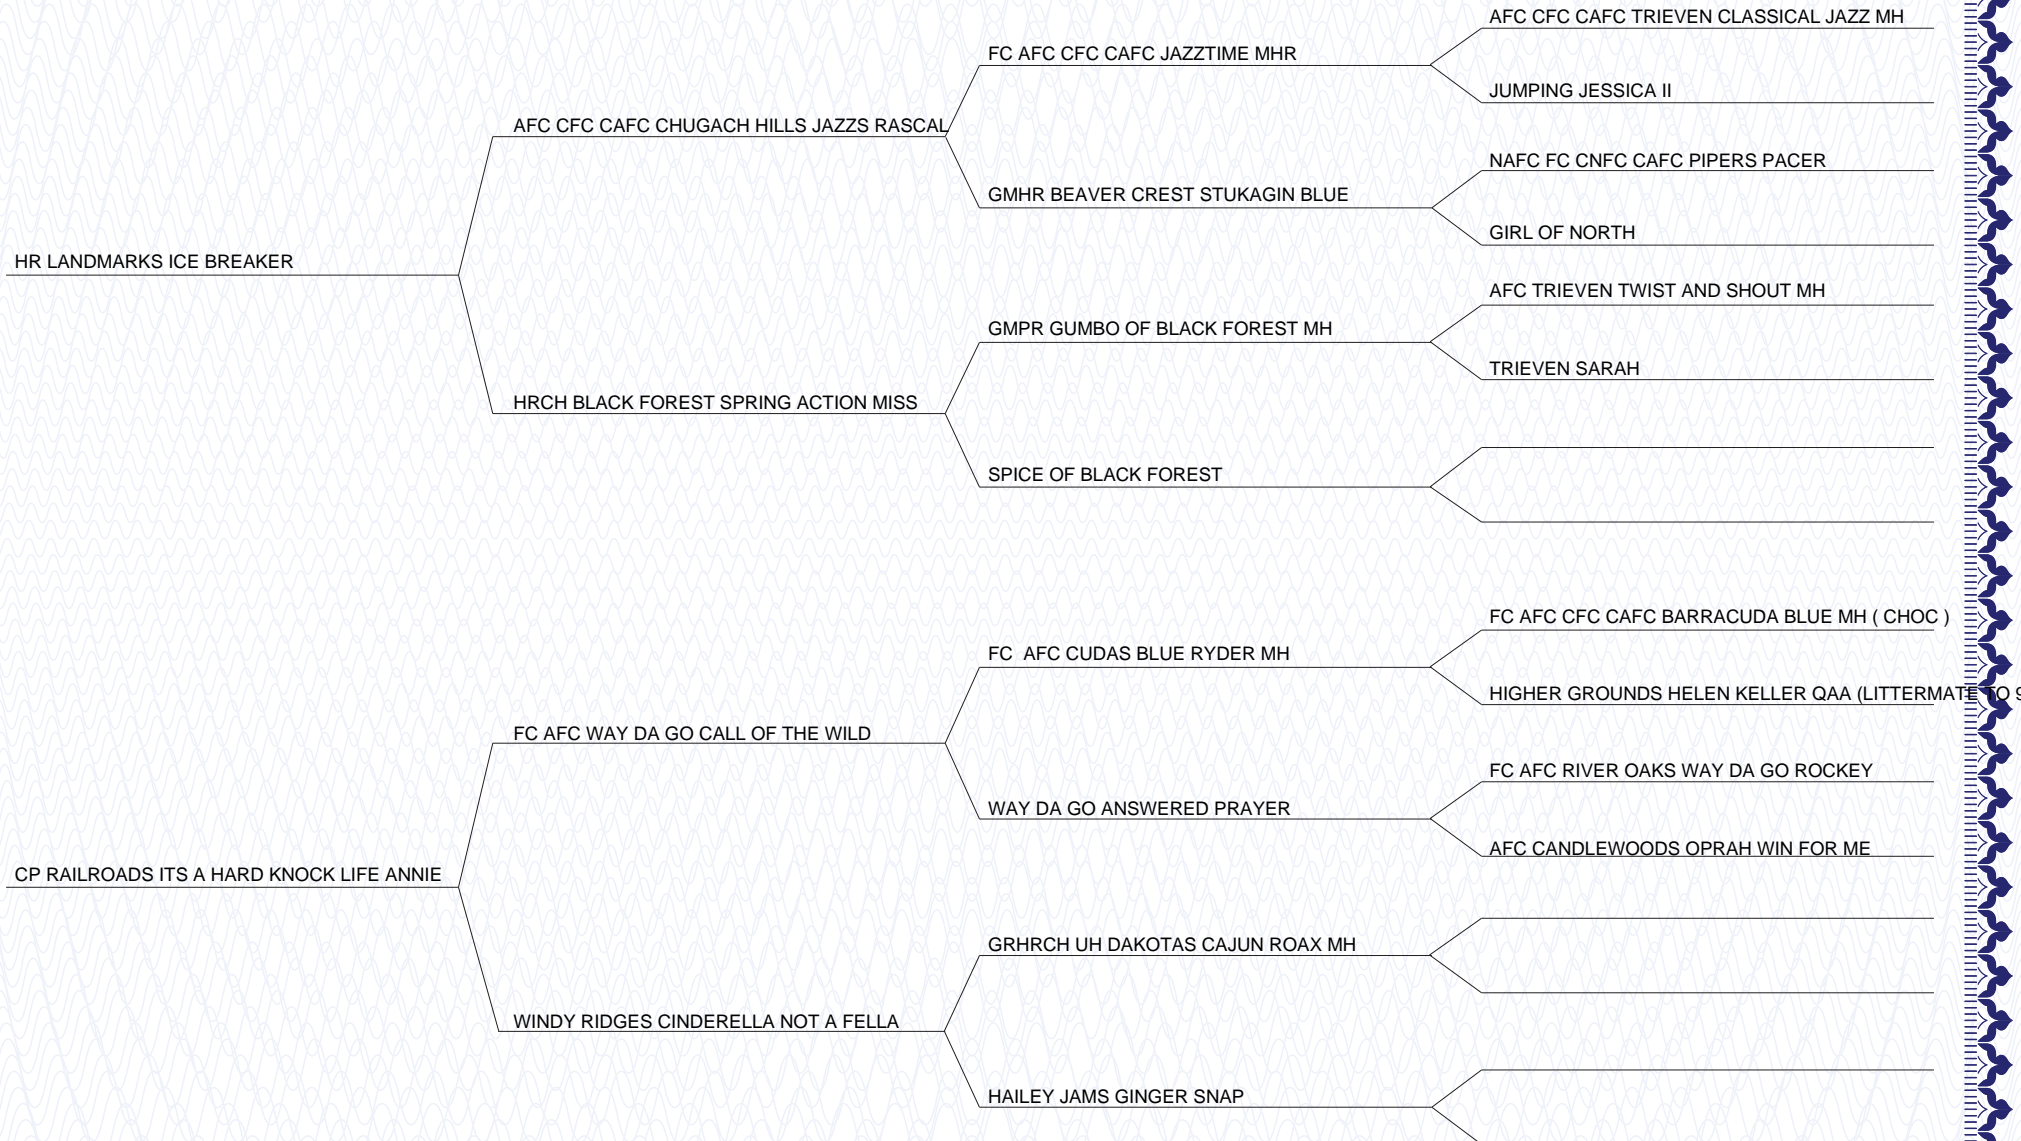 AFC CFC CAFC TRIEVEN CLASSICAL JAZZ MH
FC AFC CFC CAFC JAZZTIME MHR
JUMPING JESSICA II
AFC CFC CAFC CHUGACH HILLS JAZZS RASCAL
NAFC FC CNFC CAFC PIPERS PACER
GMHR BEAVER CREST STUKAGIN BLUE
GIRL OF NORTH
HR LANDMARKS ICE BREAKER
AFC TRIEVEN TWIST AND SHOUT MH
GMPR GUMBO OF BLACK FOREST MH
TRIEVEN SARAH
HRCH BLACK FOREST SPRING ACTION MISS
SPICE OF BLACK FOREST
FC AFC CFC CAFC BARRACUDA BLUE MH ( CHOC )
FC  AFC CUDAS BLUE RYDER MH
HIGHER GROUNDS HELEN KELLER QAA (LITTERMATE TO 9
FC AFC WAY DA GO CALL OF THE WILD
FC AFC RIVER OAKS WAY DA GO ROCKEY
WAY DA GO ANSWERED PRAYER
AFC CANDLEWOODS OPRAH WIN FOR ME
CP RAILROADS ITS A HARD KNOCK LIFE ANNIE
GRHRCH UH DAKOTAS CAJUN ROAX MH
WINDY RIDGES CINDERELLA NOT A FELLA
HAILEY JAMS GINGER SNAP